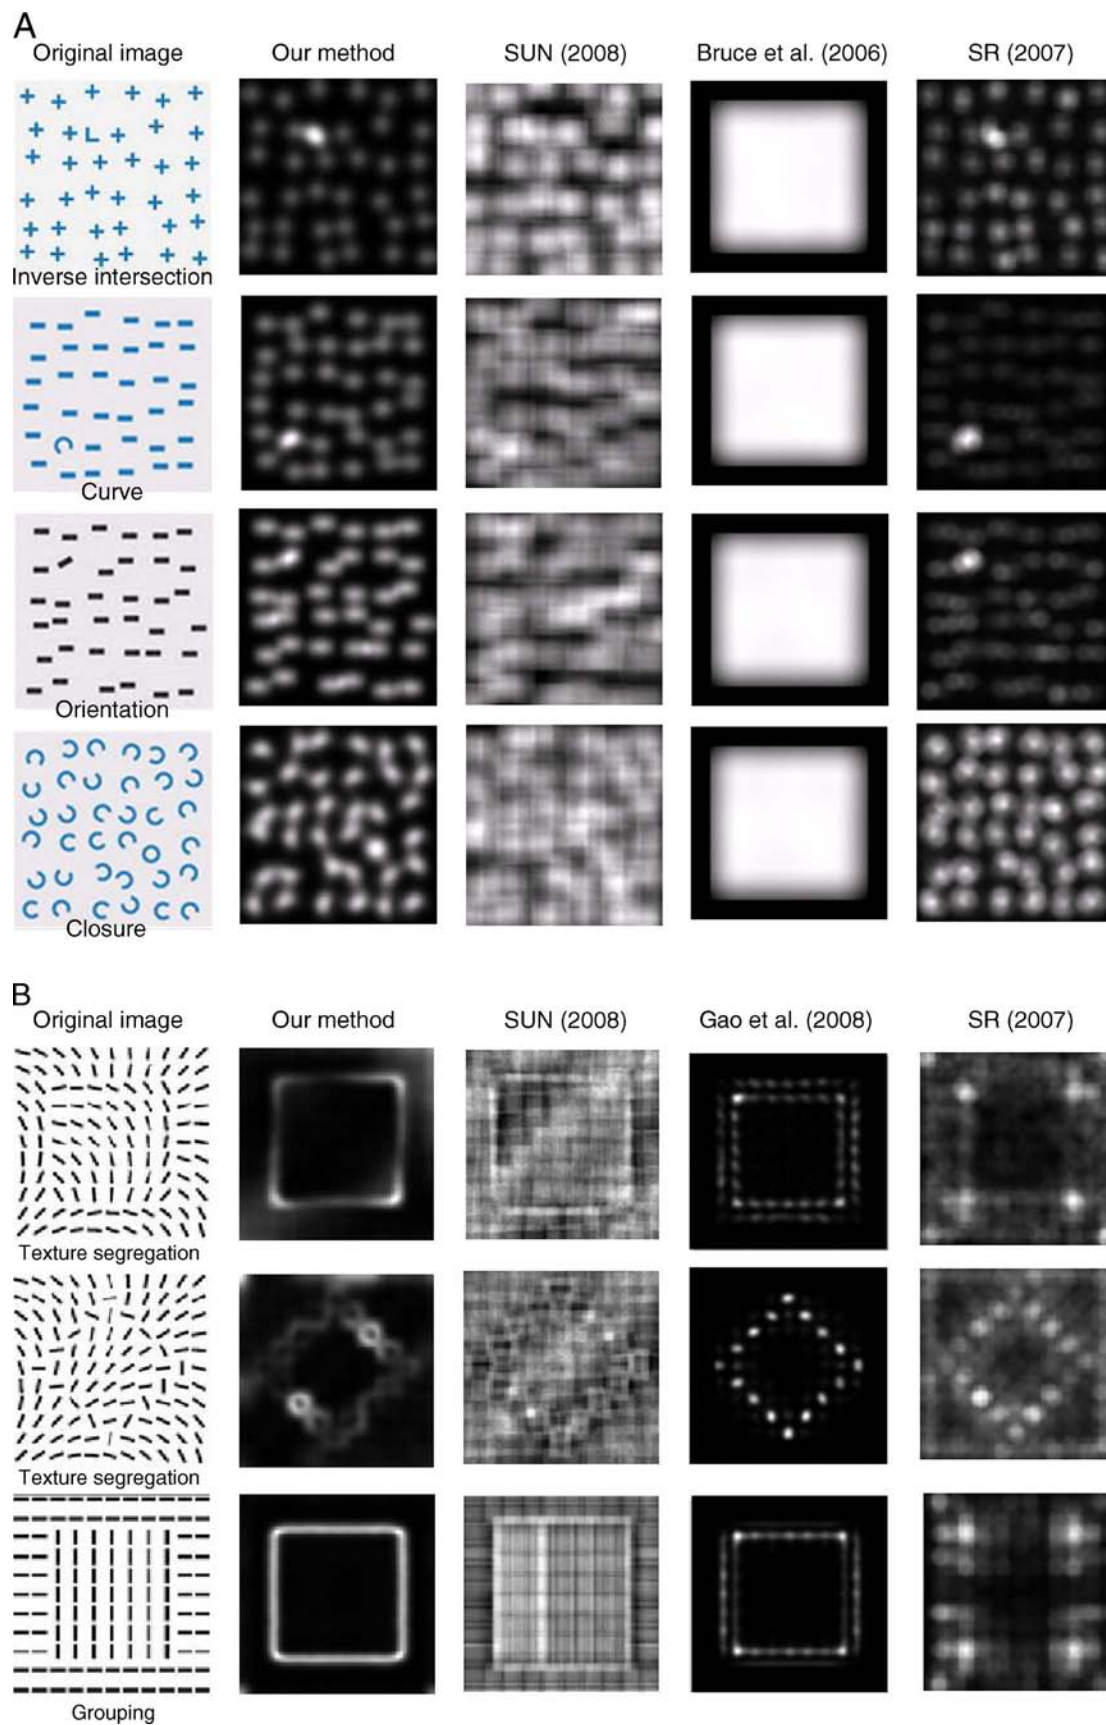 A
Original image Our method SUN (2008) Bruce et al. (2006) SR (2007)
Inverse intersection
Curve
Orientation
Closure
B
Original image Our method SUN (2008) Gao et al. (2008) SR (2007)
Texture segregation
Texture segregation
Grouping